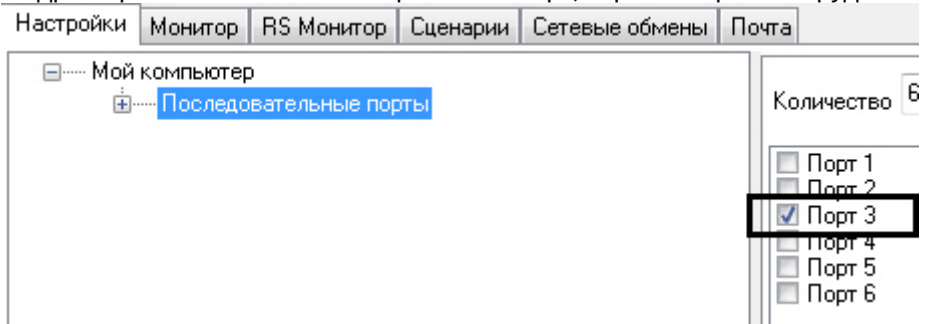 Настройки Монитор RS Монитор Сценарии Сетевые обмены Почта
Мой компьютер
Последовательные порты
Количество 6
Порт 1
Порт 2
Порт 3
Порт 4
Порт 5
Порт 6